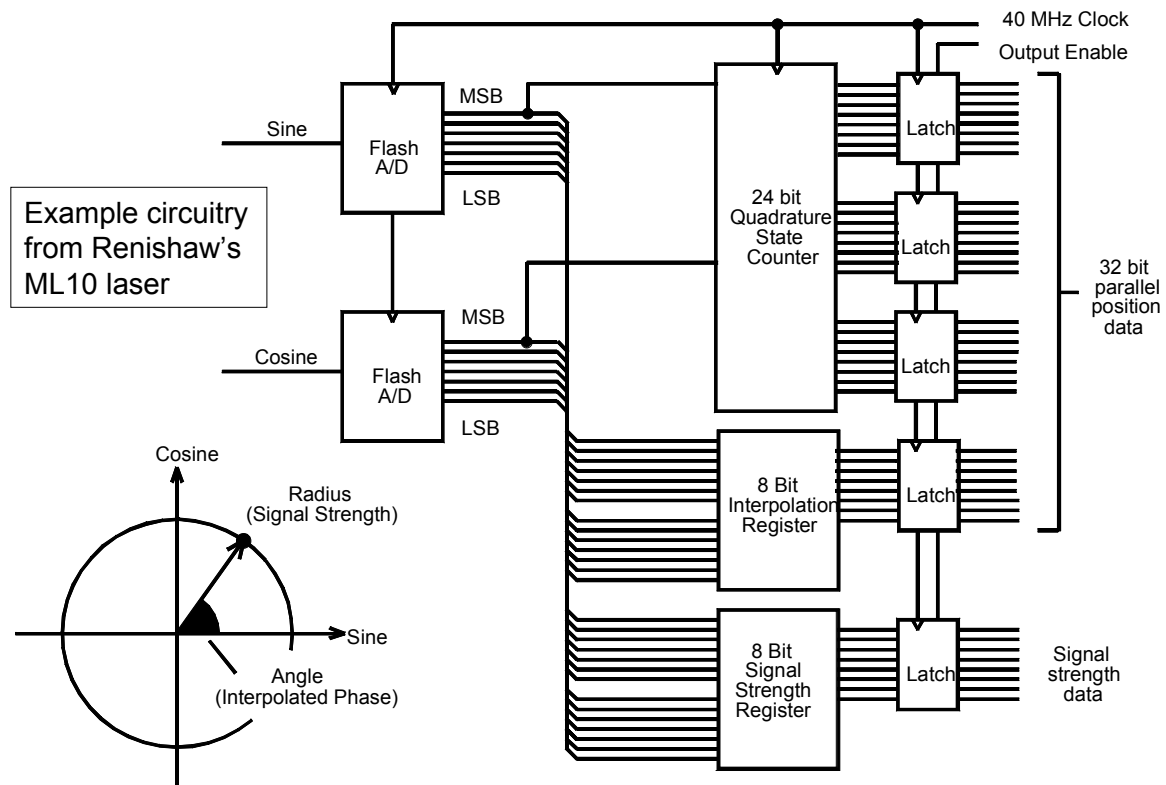 40 MHz Clock
Output Enable
MSB
Sine
Flash
A/D
LSB
Latch
Example circuitry
from Renishaw's
ML10 laser
24 bit
Quadrature
State
Counter
Latch
32 bit
parallel
position
data
MSB
Cosine
Flash
A/D
LSB
Latch
Cosine
Radius
(Signal Strength)
8 Bit
Interpolation
Register
Latch
Sine
Angle
(Interpolated Phase)
8 Bit
Signal
Strength
Register
Latch
Signal
strength
data